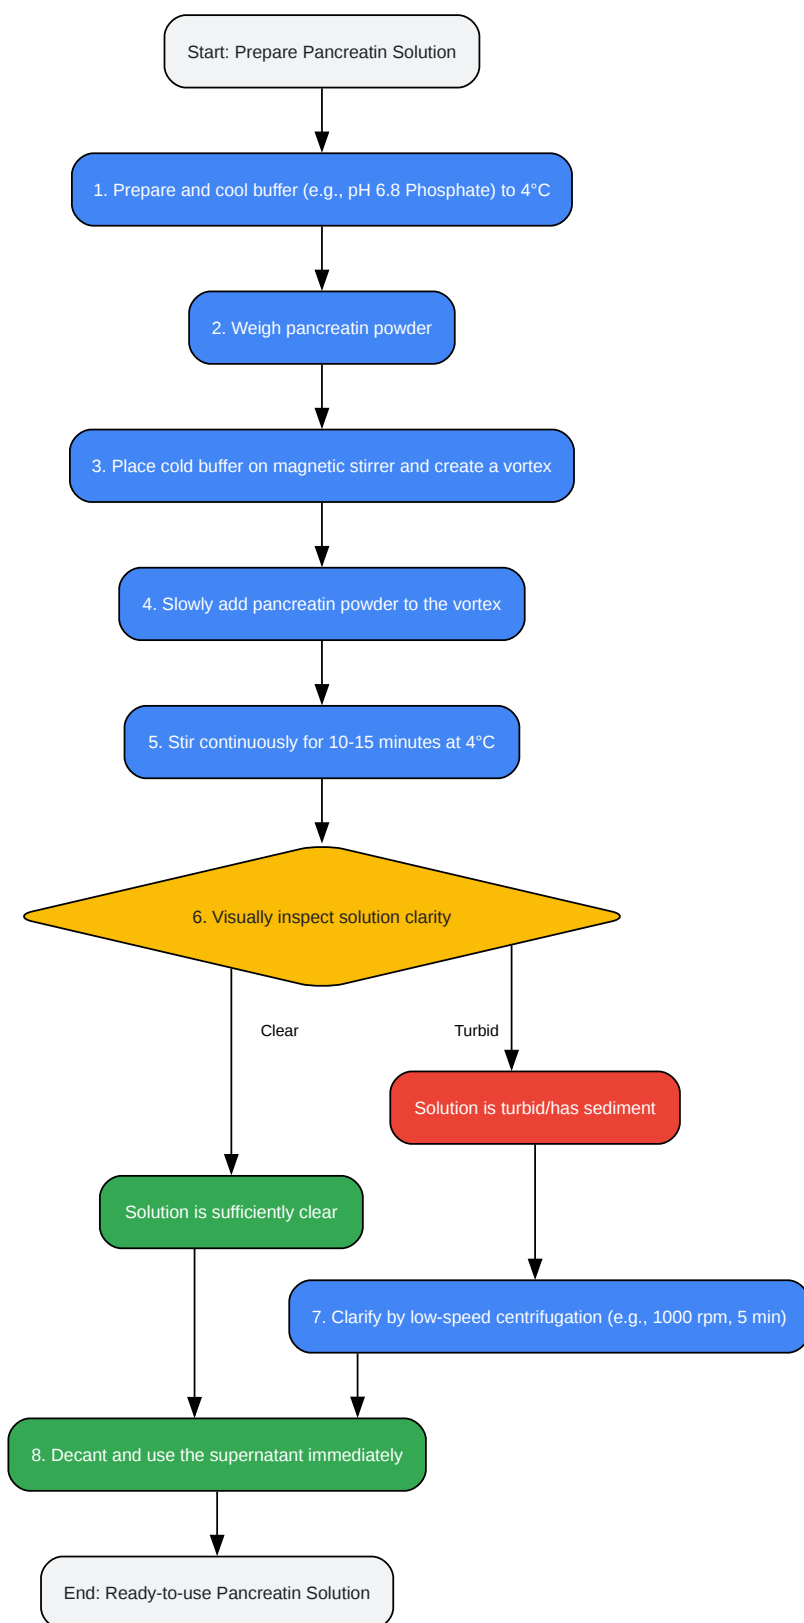 Start: Prepare Pancreatin Solution
1. Prepare and cool buffer (e.g., pH 6.8 Phosphate) to 4°C
2. Weigh pancreatin powder
3. Place cold buffer on magnetic stirrer and create a vortex
4. Slowly add pancreatin powder to the vortex
5. Stir continuously for 10-15 minutes at 4°C
6. Visually inspect solution clarity
Clear
Turbid
Solution is turbid/has sediment
Solution is sufficiently clear
7. Clarify by low-speed centrifugation (e.g., 1000 rpm, 5 min)
8. Decant and use the supernatant immediately
End: Ready-to-use Pancreatin Solution